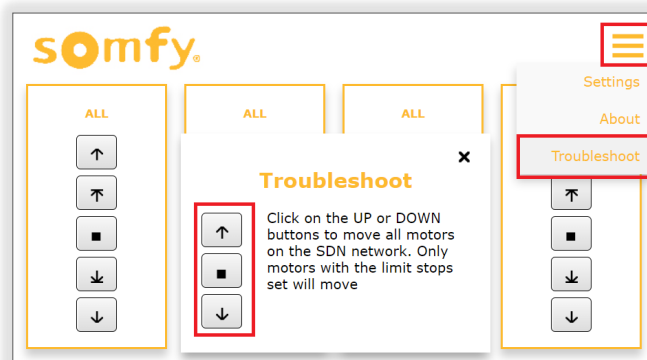 somfy®
Settings
About
Troubleshoot
ALL
ALL
ALL
Troubleshoot
Click on the UP or DOWN
buttons to move all motors
on the SDN network. Only
motors with the limit stops
set will move